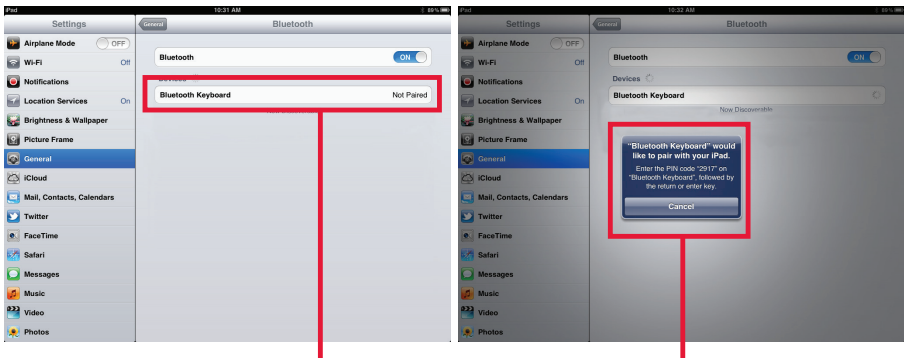 iPad 10:31 AM 89%
Settings
General Bluetooth
Airplane Mode OFF
Wi-Fi Off
Notifications
Location Services On
Brightness & Wallpaper
Picture Frame
General
iCloud
Mail, Contacts, Calendars
Twitter
FaceTime
Safari
Messages
Music
Video
Photos
Bluetooth ON
Devices
Bluetooth Keyboard Not Paired
iPad 10:32 AM 89%
Settings
General Bluetooth
Airplane Mode OFF
Wi-Fi Off
Notifications
Location Services On
Brightness & Wallpaper
Picture Frame
General
iCloud
Mail, Contacts, Calendars
Twitter
FaceTime
Safari
Messages
Music
Video
Photos
Bluetooth ON
Devices
Bluetooth Keyboard
Now Discoverable
"Bluetooth Keyboard" would
like to pair with your iPad.
Enter the PIN code "2917" on
"Bluetooth Keyboard", followed by
the return or enter key.
Cancel